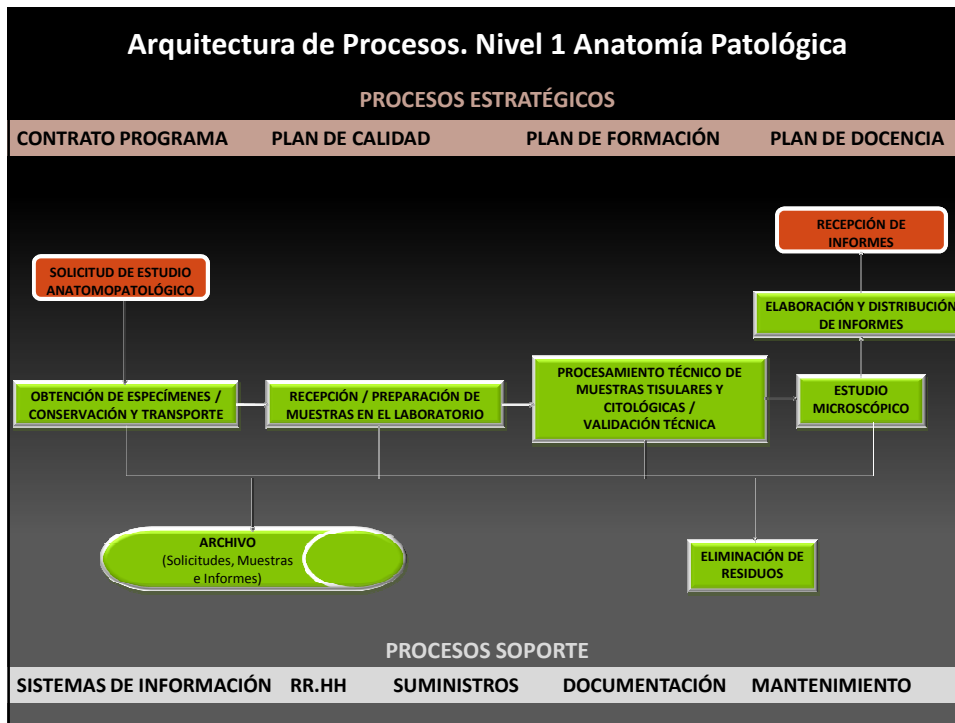 Arquitectura de Procesos. Nivel 1 Anatomía Patológica
PROCESOS ESTRATÉGICOS
CONTRATO PROGRAMA PLAN DE CALIDAD PLAN DE FORMACIÓN PLAN DE DOCENCIA
RECEPCIÓN DE
INFORMES
SOLICITUD DE ESTUDIO
ANATOMOPATOLÓGICO
ELABORACIÓN Y DISTRIBUCIÓN
DE INFORMES
OBTENCIÓN DE ESPECÍMENES /
CONSERVACIÓN Y TRANSPORTE
RECEPCIÓN / PREPARACIÓN DE
MUESTRAS EN EL LABORATORIO
PROCESAMIENTO TÉCNICO DE
MUESTRAS TISULARES Y
CITOLÓGICAS /
VALIDACIÓN TÉCNICA
ESTUDIO
MICROSCÓPICO
ARCHIVO
(Solicitudes, Muestras
e Informes)
ELIMINACIÓN DE
RESIDUOS
PROCESOS SOPORTE
SISTEMAS DE INFORMACIÓN RR.HH SUMINISTROS DOCUMENTACIÓN MANTENIMIENTO